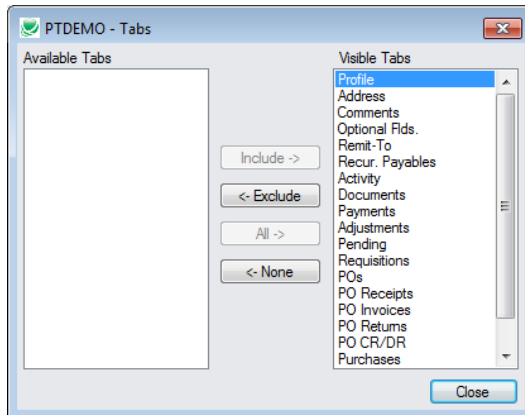 PTDEMO - Tabs
Available Tabs
Visible Tabs
Profile
Address
Comments
Optional Flds.
Remit-To
Recur. Payables
Activity
Documents
Payments
Adjustments
Pending
Requisitions
POs
PO Receipts
PO Invoices
PO Returns
PO CR/DR
Purchases
Include ->
<- Exclude
All ->
<- None
Close